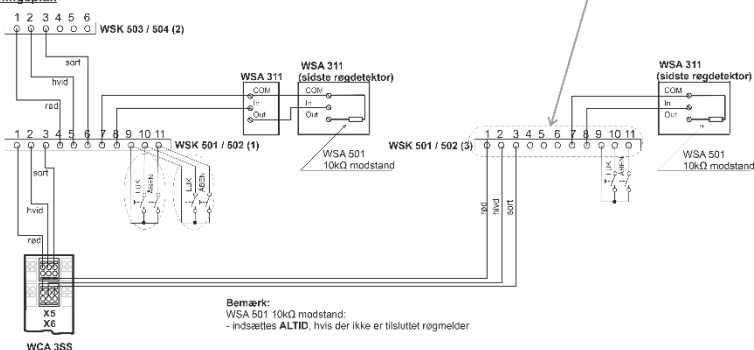 ningsplan
1 2 3 4 5 6
WSK 503 / 504 (2)
sort
hvid
rød
WSA 311
COM
In
Out
WSA 311
(sidste røgdetektor)
COM
In
Out
WSA 501
10kΩ modstand
WSA 311
(sidste røgdetektor)
COM
In
Out
WSA 501
10kΩ modstand
1 2 3 4 5 6 7 8 9 10 11
WSK 501 / 502 (1)
WSK 501 / 502 (3)
1 2 3 4 5 6 7 8 9 10 11
sort
hvid
rød
LUK
ÅBEN
LUK
ÅBEN
rød
hvid
sort
LUK
ÅBEN
X5
X6
WCA 3SS
Bemærk:
WSA 501 10kΩ modstand:
- indsættes ALTID, hvis der ikke er tilsluttet røgmelder